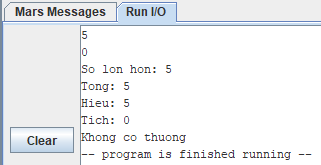 Mars Messages Run I/O
5
0
So lon hon: 5
Tong: 5
Hieu: 5
Tich: 0
Khong co thuong
-- program is finished running --
Clear